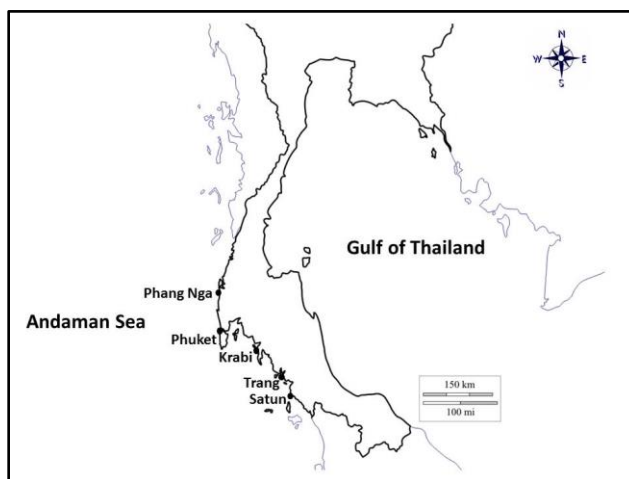 N
W E
S
Gulf of Thailand
Phang Nga
Andaman Sea
Phuket
Krabi
Trang
Satun
150 km
100 mi